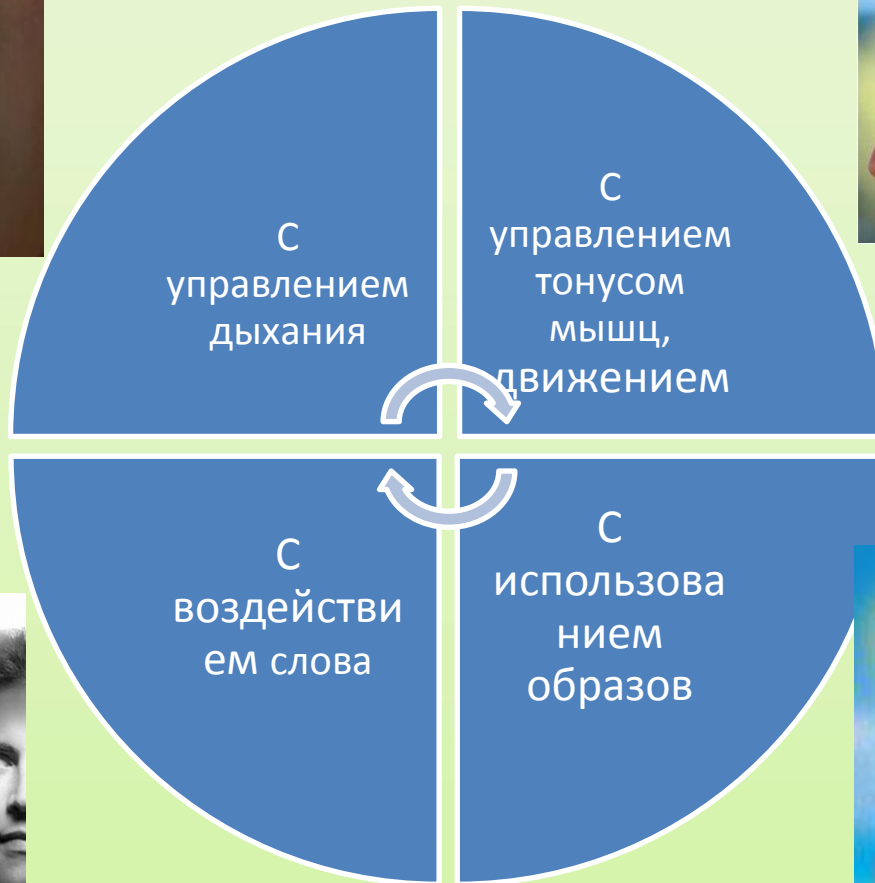 С
управлением
дыхания
С
управлением
тонусом
мышц,
движением
С
воздействи
ем слова
С
использова
нием
образов